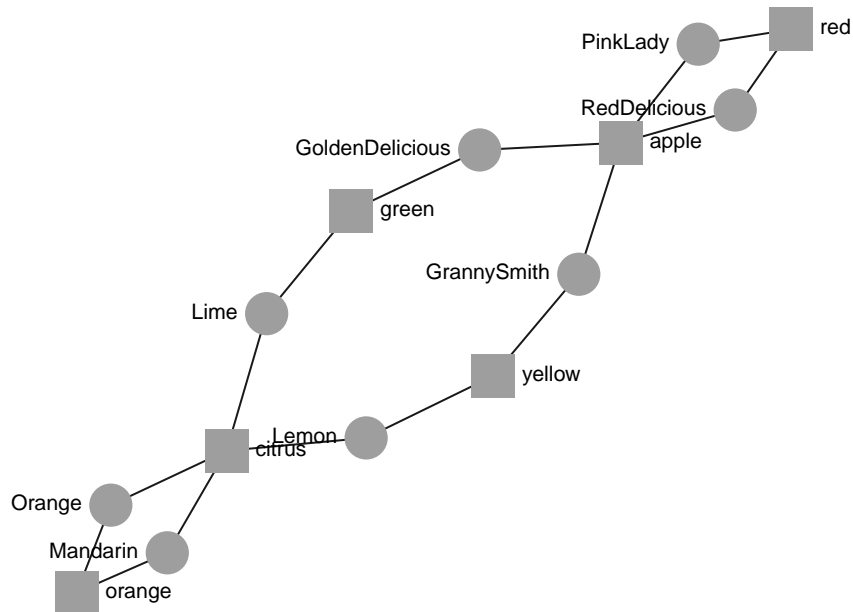 red
PinkLady
RedDelicious
apple
GoldenDelicious
green
GrannySmith
Lime
yellow
Lemon
citrus
Orange
Mandarin
orange